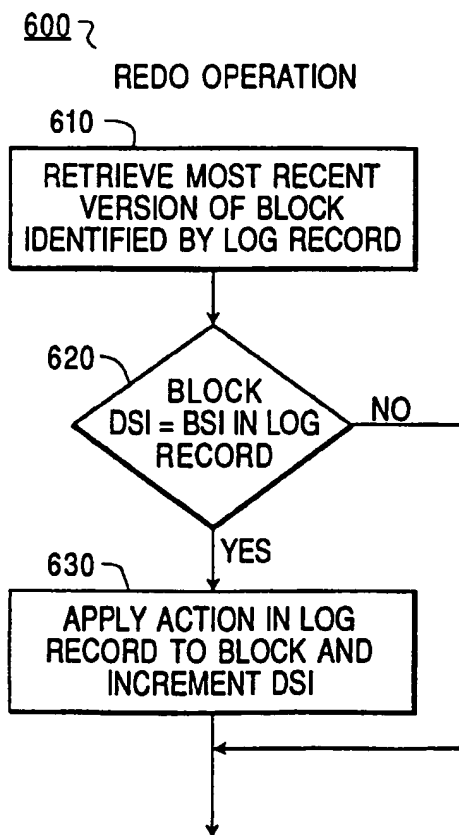 600
REDO OPERATION
610
RETRIEVE MOST RECENT
VERSION OF BLOCK
IDENTIFIED BY LOG RECORD
620
BLOCK
DSI = BSI IN LOG
RECORD
NO
YES
630
APPLY ACTION IN LOG
RECORD TO BLOCK AND
INCREMENT DSI